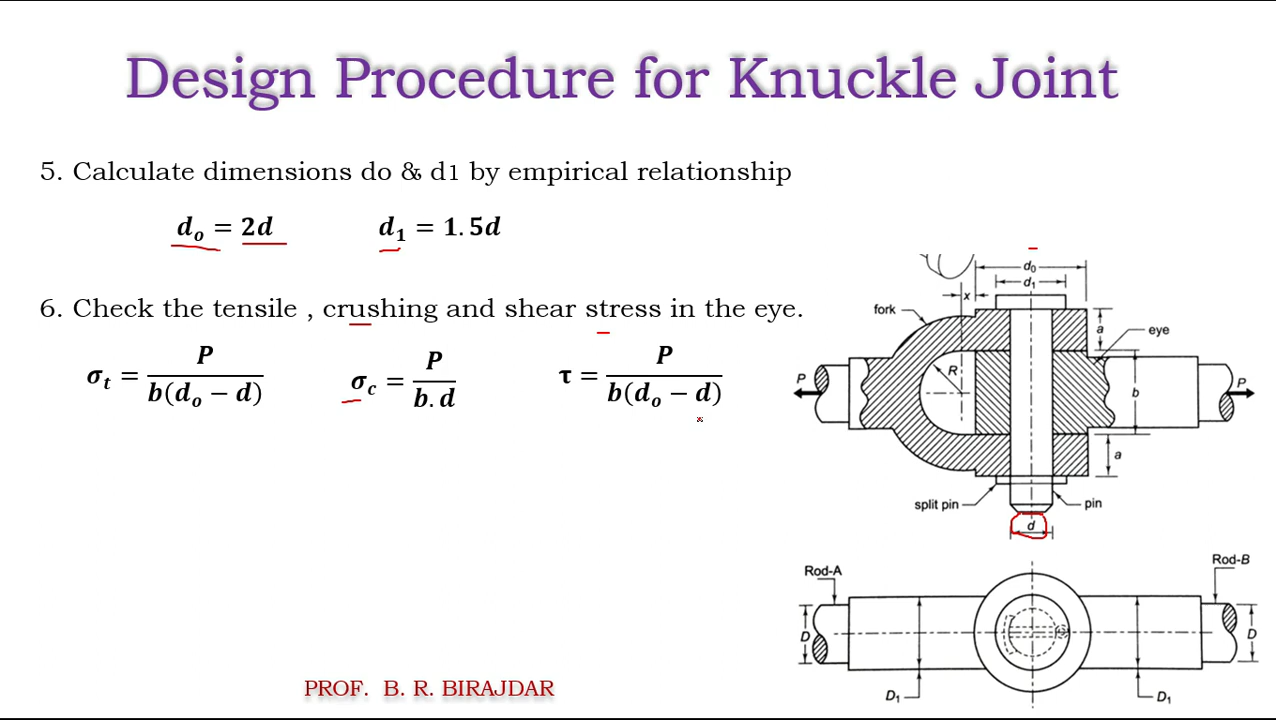 Design Procedure for Knuckle Joint
5. Calculate dimensions do & d1 by empirical relationship
dₒ = 2d d₁ = 1.5d
6. Check the tensile , crushing and shear stress in the eye.
σₜ = P / b(dₒ − d) σ_c = P / b.d τ = P / b(dₒ − d)
d₀
d₁
x
fork
a
eye
R
P
P
b
a
split pin
pin
d
Rod-A
Rod-B
D
D
D₁
D₁
PROF. B. R. BIRAJDAR